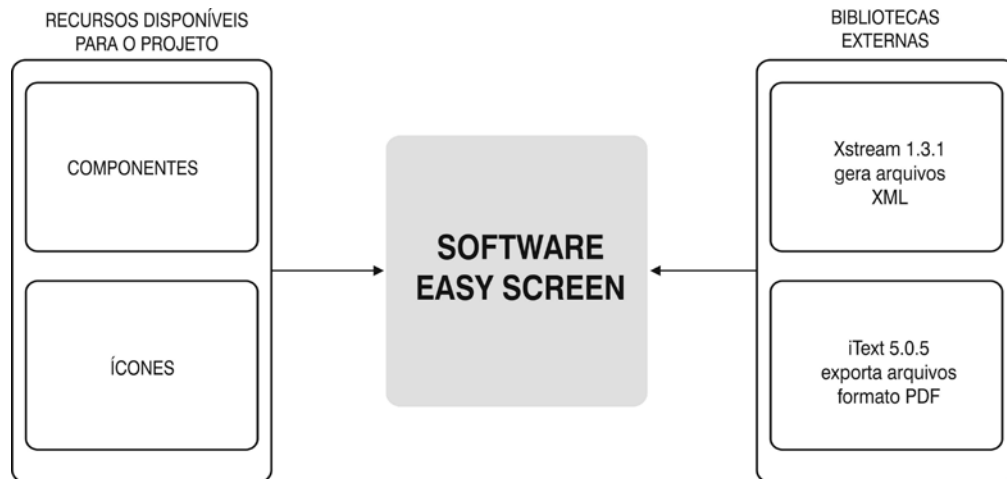 RECURSOS DISPONÍVEIS
PARA O PROJETO
COMPONENTES
ÍCONES
SOFTWARE
EASY SCREEN
BIBLIOTECAS
EXTERNAS
Xstream 1.3.1
gera arquivos
XML
iText 5.0.5
exporta arquivos
formato PDF